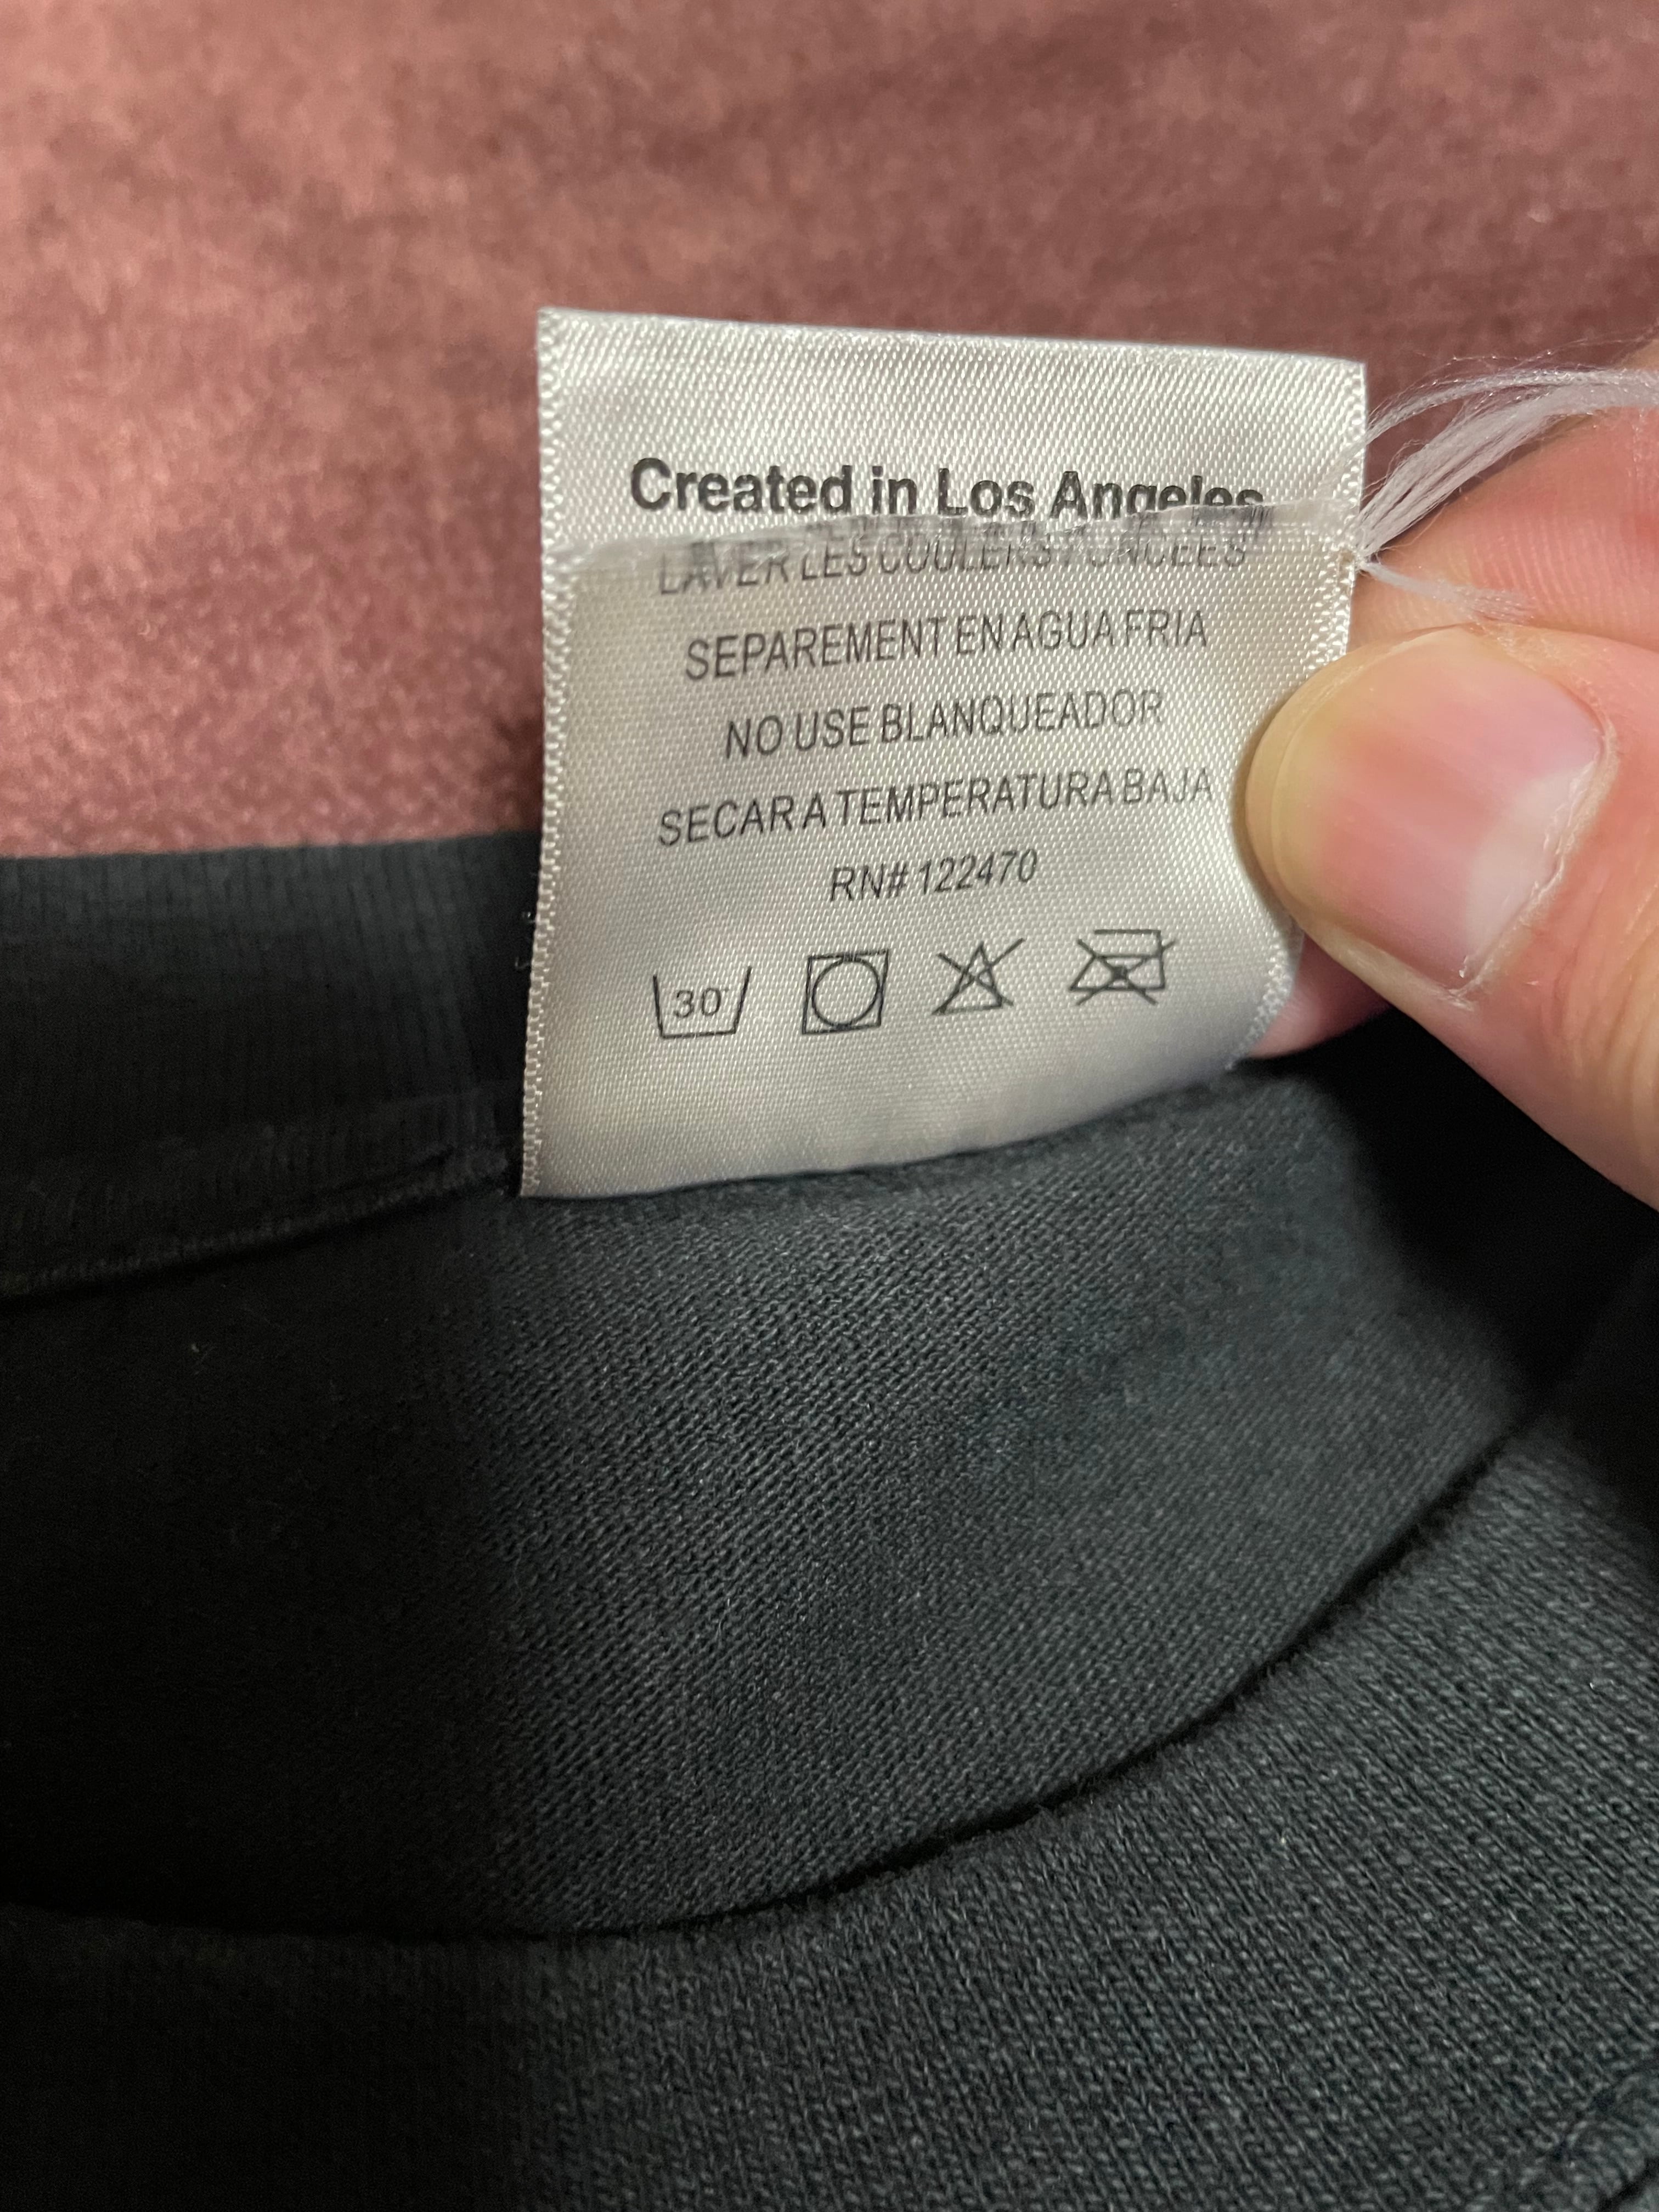 Created in Los Angeles
LAVER LES COULERS FONCEES
SEPAREMENT EN AGUA FRIA
NO USE BLANQUEADOR
SECAR A TEMPERATURA BAJA
RN# 122470
30